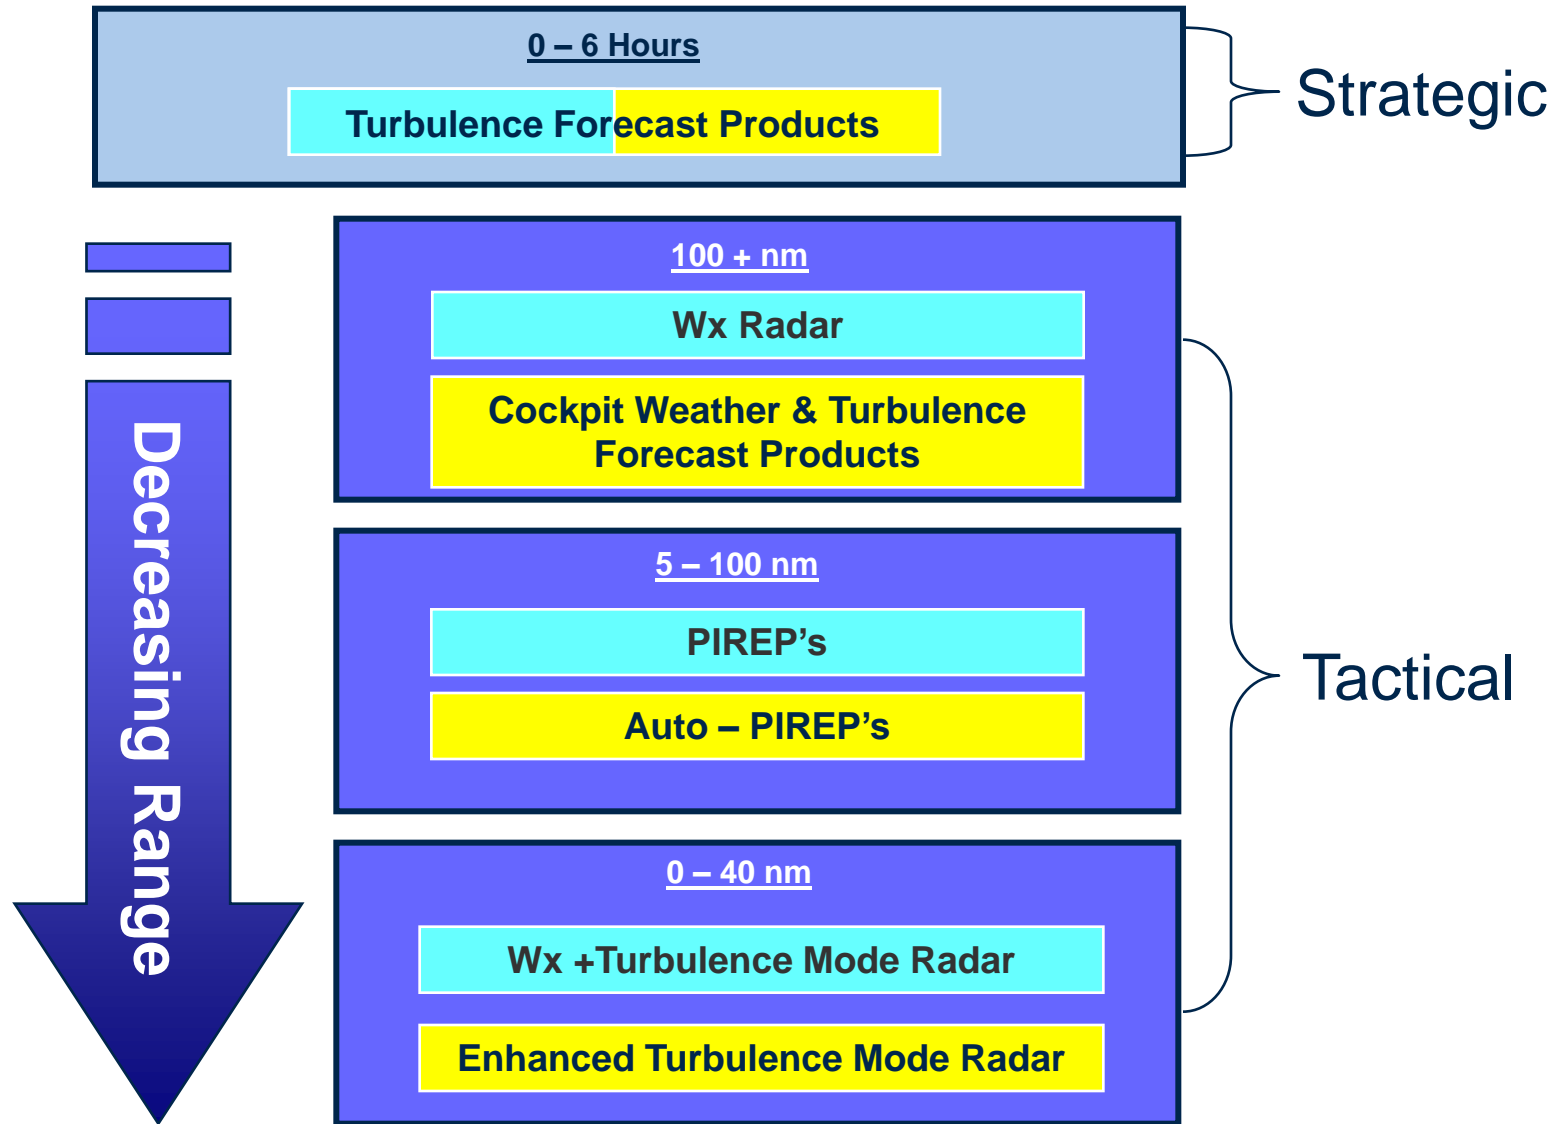 0 – 6 Hours
Turbulence Forecast Products
Strategic
100 + nm
Wx Radar
Cockpit Weather & Turbulence
Forecast Products
5 – 100 nm
PIREP’s
Auto – PIREP’s
0 – 40 nm
Wx +Turbulence Mode Radar
Enhanced Turbulence Mode Radar
Tactical
Decreasing Range